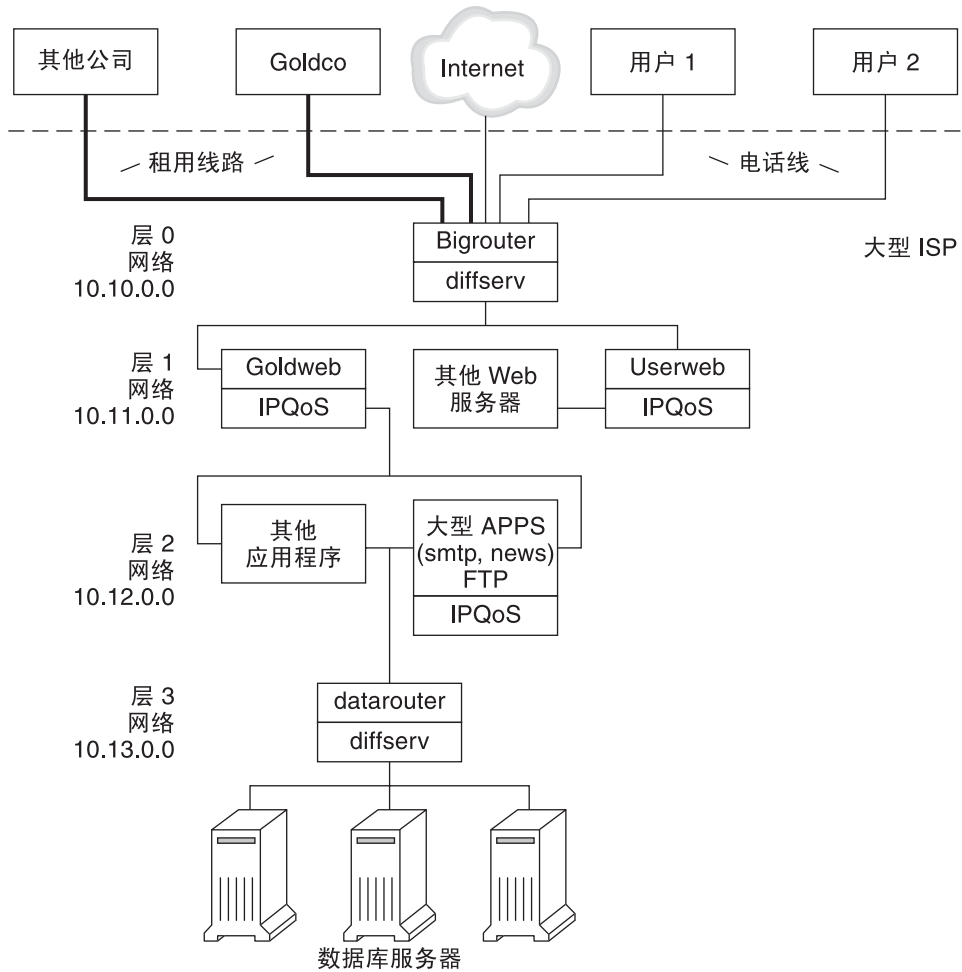 其他公司
Goldco
Internet
用户 1
用户 2
租用线路
电话线
层 0
网络
10.10.0.0
Bigrouter
diffserv
大型 ISP
层 1
网络
10.11.0.0
Goldweb
IPQoS
其他 Web
服务器
Userweb
IPQoS
层 2
网络
10.12.0.0
其他
应用程序
大型 APPS
(smtp, news)
FTP
IPQoS
层 3
网络
10.13.0.0
datarouter
diffserv
数据库服务器